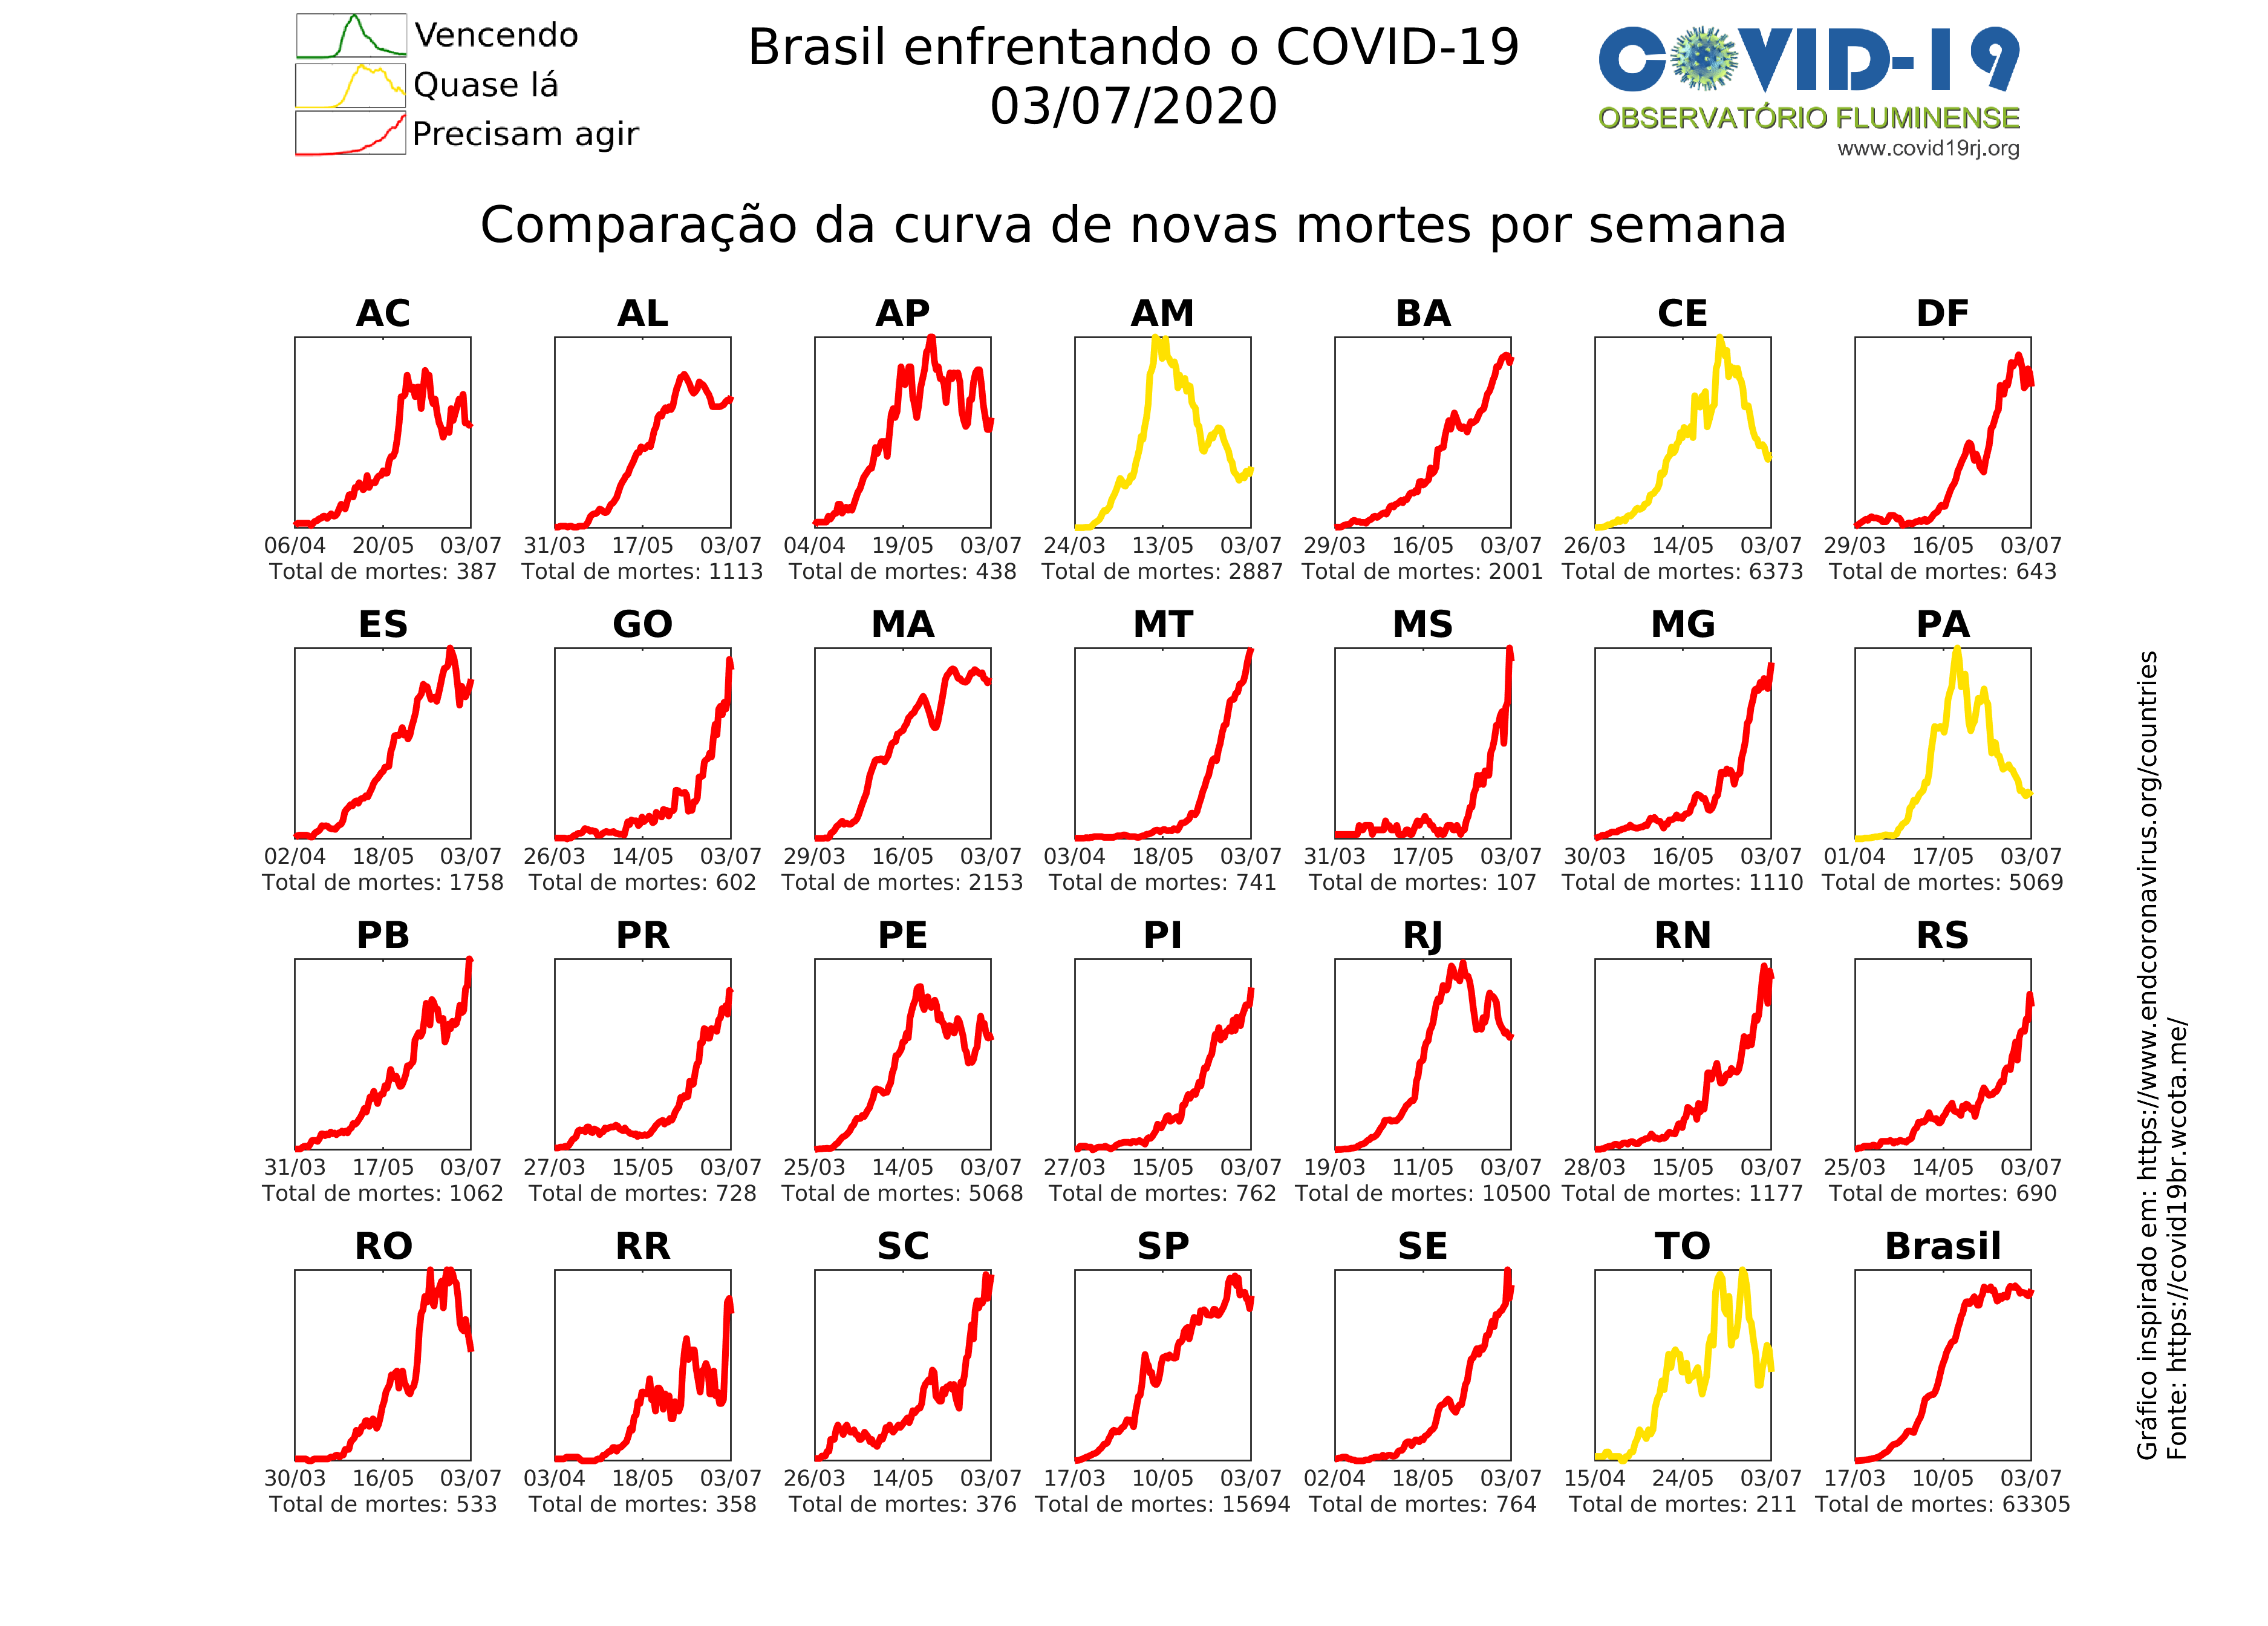 Vencendo
Quase lá
Precisam agir
Brasil enfrentando o COVID-19
03/07/2020
COVID-19
OBSERVATÓRIO FLUMINENSE
www.covid19rj.org
Comparação da curva de novas mortes por semana
AC AL AP AM BA CE DF
06/04 20/05 03/07 31/03 17/05 03/07 04/04 19/05 03/07 24/03 13/05 03/07 29/03 16/05 03/07 26/03 14/05 03/07 29/03 16/05 03/07
Total de mortes: 387 Total de mortes: 1113 Total de mortes: 438 Total de mortes: 2887 Total de mortes: 2001 Total de mortes: 6373 Total de mortes: 643
ES GO MA MT MS MG PA
02/04 18/05 03/07 26/03 14/05 03/07 29/03 16/05 03/07 03/04 18/05 03/07 31/03 17/05 03/07 30/03 16/05 03/07 01/04 17/05 03/07
Total de mortes: 1758 Total de mortes: 602 Total de mortes: 2153 Total de mortes: 741 Total de mortes: 107 Total de mortes: 1110 Total de mortes: 5069
PB PR PE PI RJ RN RS
31/03 17/05 03/07 27/03 15/05 03/07 25/03 14/05 03/07 27/03 15/05 03/07 19/03 11/05 03/07 28/03 15/05 03/07 25/03 14/05 03/07
Total de mortes: 1062 Total de mortes: 728 Total de mortes: 5068 Total de mortes: 762 Total de mortes: 10500 Total de mortes: 1177 Total de mortes: 690
RO RR SC SP SE TO Brasil
30/03 16/05 03/07 03/04 18/05 03/07 26/03 14/05 03/07 17/03 10/05 03/07 02/04 18/05 03/07 15/04 24/05 03/07 17/03 10/05 03/07
Total de mortes: 533 Total de mortes: 358 Total de mortes: 376 Total de mortes: 15694 Total de mortes: 764 Total de mortes: 211 Total de mortes: 63305
Gráfico inspirado em: https://www.endcoronavirus.org/countries
Fonte: https://covid19br.wcota.me/